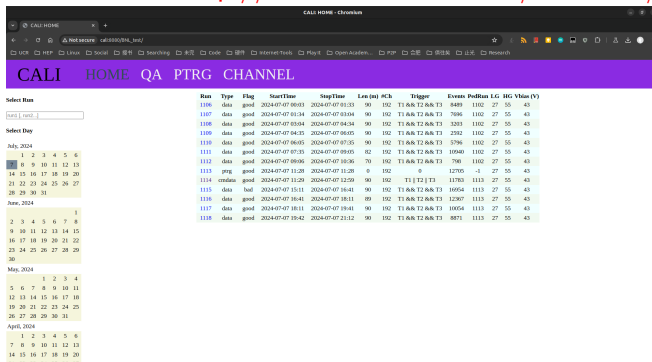 CALI: HOME - Chromium
CALI: HOME
Not secure cali:8080/BNL_test/
UCR HEP Linux Social Searching Code Internet-Tools Playit Open Academ... P2P Research
CALI HOME QA PTRG CHANNEL
Select Run
run1[, run2...]
Select Day
July, 2024
1 2 3 4 5 6
7 8 9 10 11 12 13
14 15 16 17 18 19 20
21 22 23 24 25 26 27
28 29 30 31
June, 2024
1
2 3 4 5 6 7 8
9 10 11 12 13 14 15
16 17 18 19 20 21 22
23 24 25 26 27 28 29
30
May, 2024
1 2 3 4
5 6 7 8 9 10 11
12 13 14 15 16 17 18
19 20 21 22 23 24 25
26 27 28 29 30 31
April, 2024
1 2 3 4 5 6
7 8 9 10 11 12 13
14 15 16 17 18 19 20
Run Type Flag StartTime StopTime Len (m) #Ch Trigger Events PedRun LG HG Vbias (V)
1106 data good 2024-07-07 00:03 2024-07-07 01:33 90 192 T1 && T2 && T3 8489 1102 27 55 43
1107 data good 2024-07-07 01:34 2024-07-07 03:04 90 192 T1 && T2 && T3 7696 1102 27 55 43
1108 data good 2024-07-07 03:04 2024-07-07 04:34 90 192 T1 && T2 && T3 3203 1102 27 55 43
1109 data good 2024-07-07 04:35 2024-07-07 06:05 90 192 T1 && T2 && T3 2592 1102 27 55 43
1110 data good 2024-07-07 06:05 2024-07-07 07:35 90 192 T1 && T2 && T3 5796 1102 27 55 43
1111 data good 2024-07-07 07:35 2024-07-07 09:05 82 192 T1 && T2 && T3 10940 1102 27 55 43
1112 data good 2024-07-07 09:06 2024-07-07 10:36 70 192 T1 && T2 && T3 798 1102 27 55 43
1113 ptrg good 2024-07-07 11:28 2024-07-07 11:28 0 192 0 12705 -1 27 55 43
1114 cmdata good 2024-07-07 11:29 2024-07-07 12:59 90 192 T1 || T2 || T3 11783 1113 27 55 43
1115 data bad 2024-07-07 15:11 2024-07-07 16:41 90 192 T1 && T2 && T3 16954 1113 27 55 43
1116 data good 2024-07-07 16:41 2024-07-07 18:11 89 192 T1 && T2 && T3 12367 1113 27 55 43
1117 data good 2024-07-07 18:11 2024-07-07 19:41 90 192 T1 && T2 && T3 10054 1113 27 55 43
1118 data good 2024-07-07 19:42 2024-07-07 21:12 90 192 T1 && T2 && T3 8871 1113 27 55 43